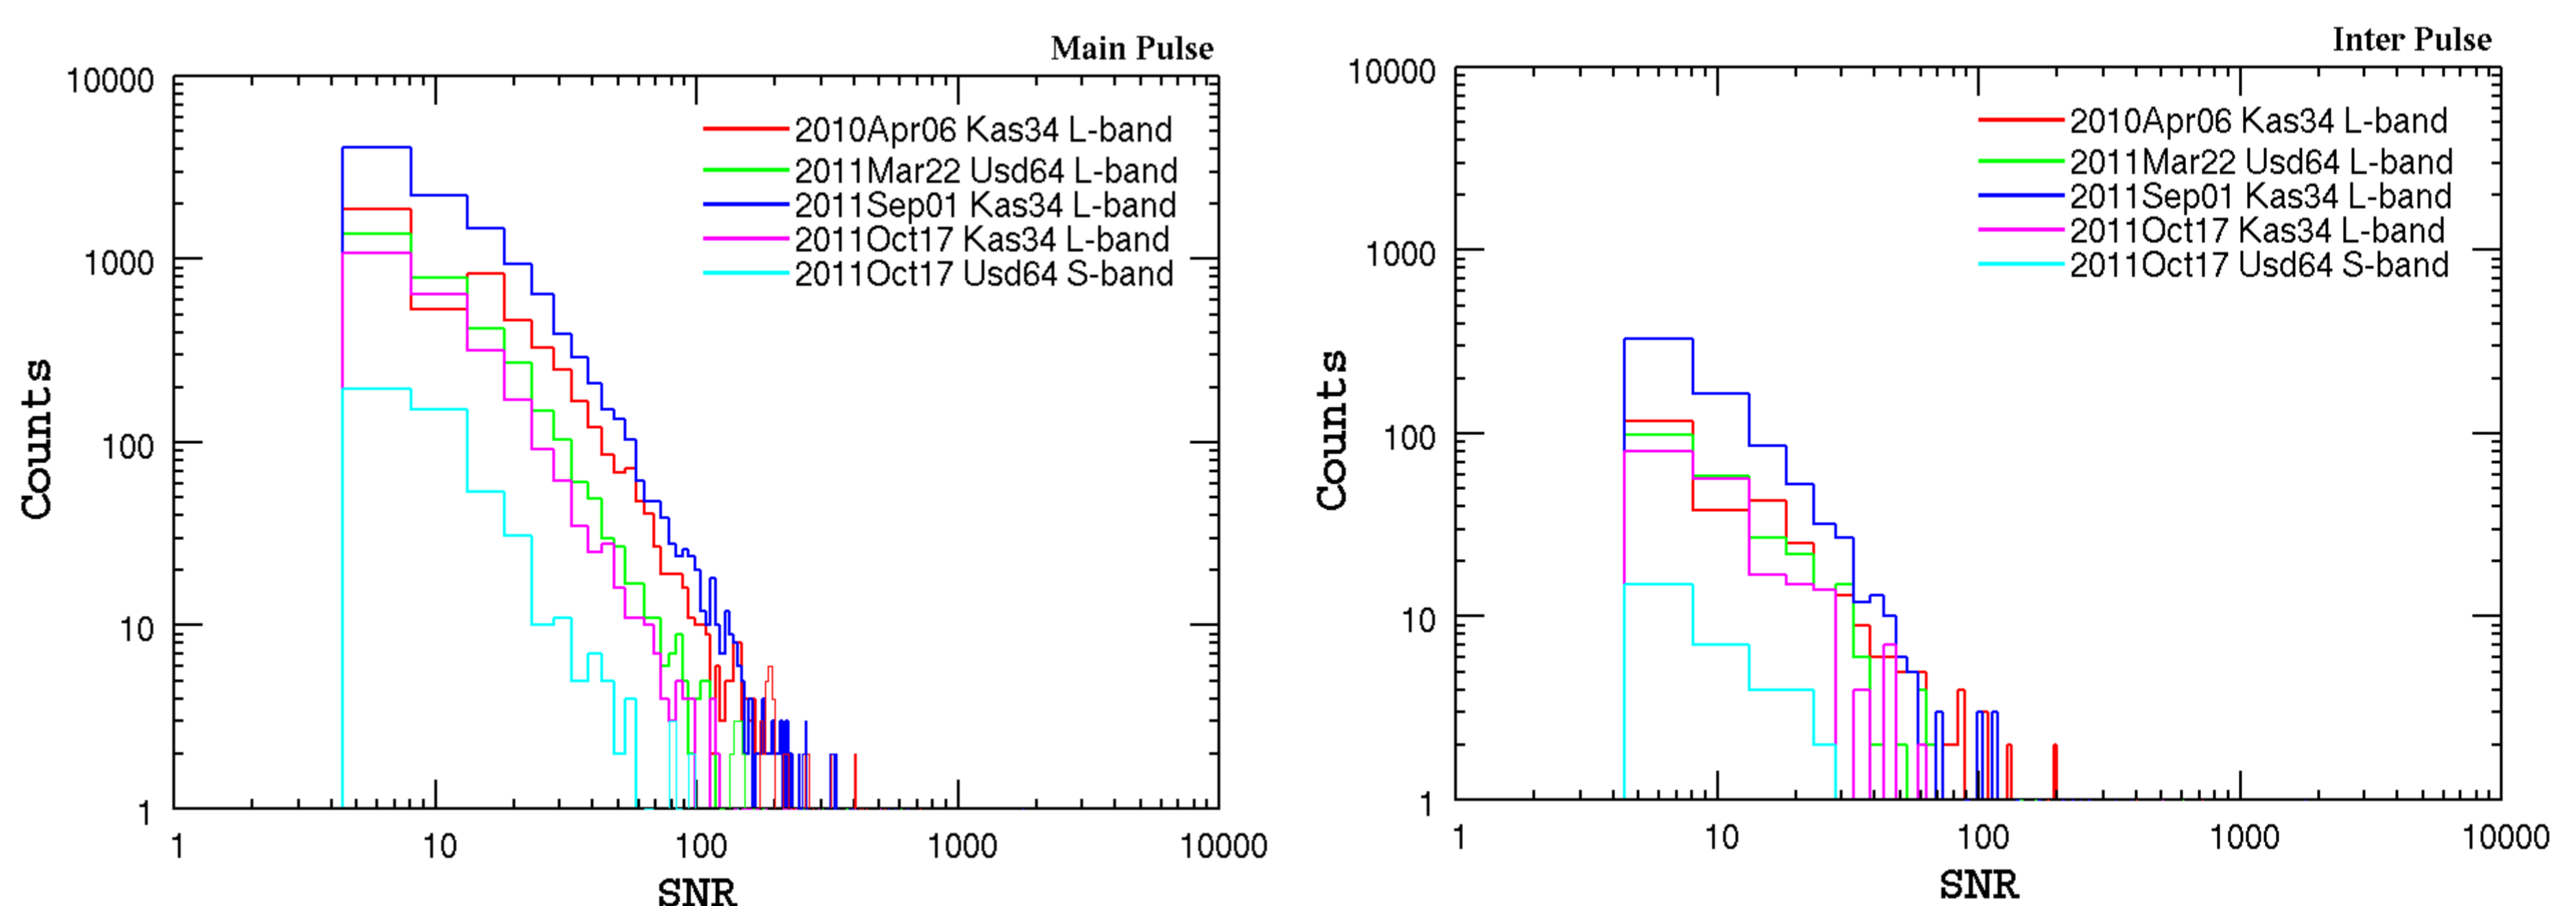 Main Pulse
10000
1000
100
10
1
Counts
2010Apr06 Kas34 L-band
2011Mar22 Usd64 L-band
2011Sep01 Kas34 L-band
2011Oct17 Kas34 L-band
2011Oct17 Usd64 S-band
1 10 100 1000 10000
SNR
Inter Pulse
10000
1000
100
10
1
Counts
2010Apr06 Kas34 L-band
2011Mar22 Usd64 L-band
2011Sep01 Kas34 L-band
2011Oct17 Kas34 L-band
2011Oct17 Usd64 S-band
1 10 100 1000 10000
SNR